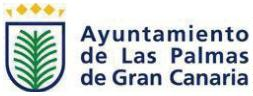 Ayuntamiento
de Las Palmas
de Gran Canaria